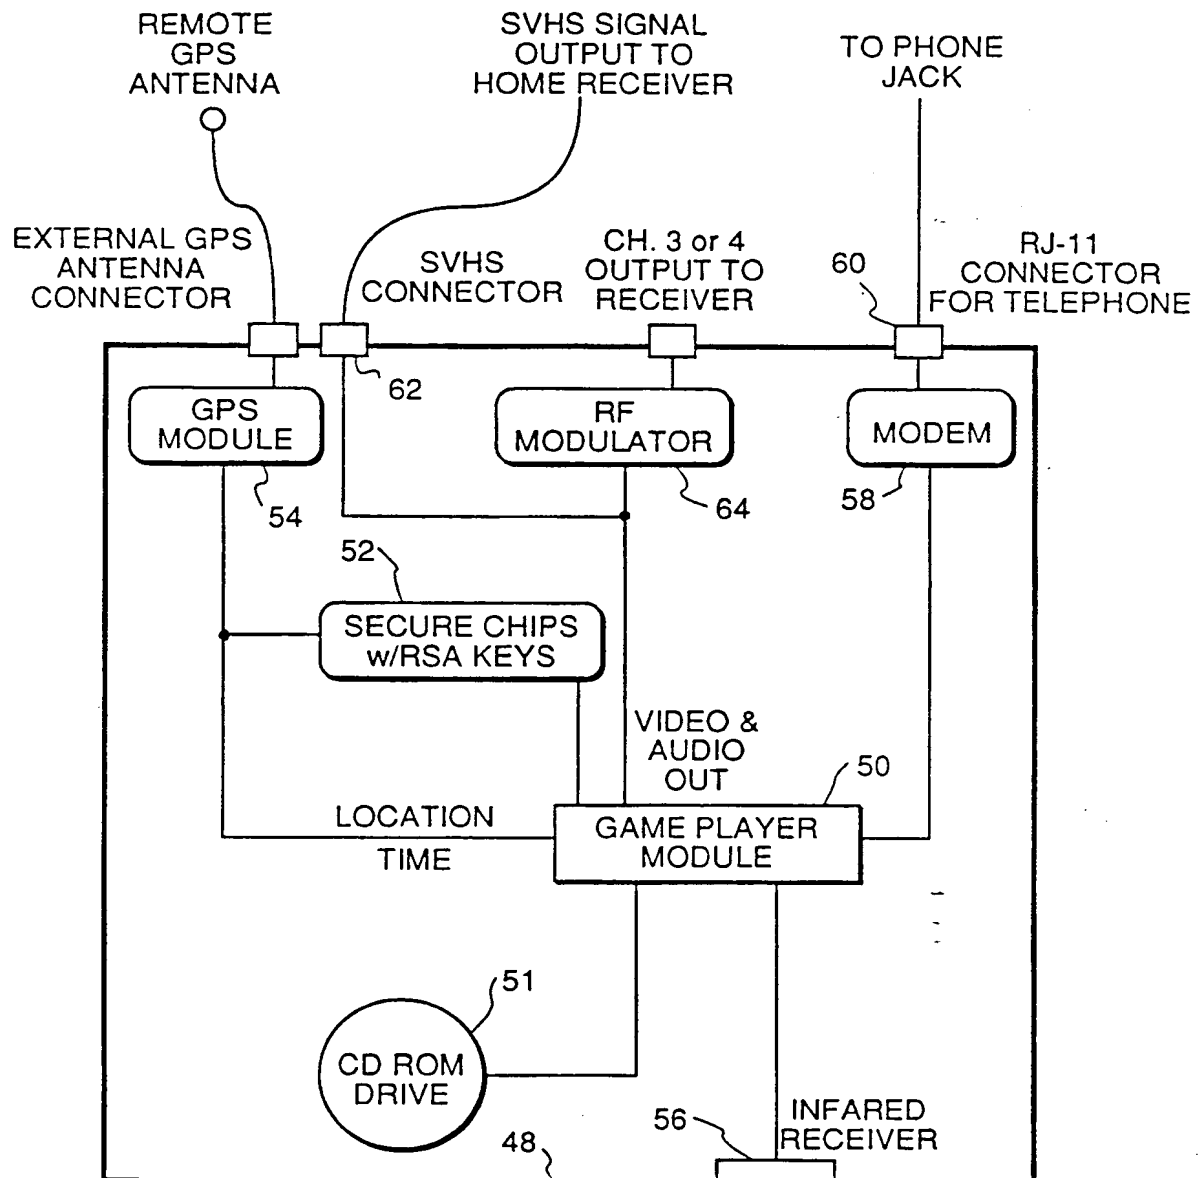 REMOTE
GPS
ANTENNA
SVHS SIGNAL
OUTPUT TO
HOME RECEIVER
TO PHONE
JACK
EXTERNAL GPS
ANTENNA
CONNECTOR
SVHS
CONNECTOR
CH. 3 or 4
OUTPUT TO
RECEIVER
60
RJ-11
CONNECTOR
FOR TELEPHONE
62
GPS
MODULE
RF
MODULATOR
MODEM
54
64
58
52
SECURE CHIPS
w/RSA KEYS
VIDEO &
AUDIO
OUT
50
LOCATION
TIME
GAME PLAYER
MODULE
51
CD ROM
DRIVE
56
INFARED
RECEIVER
48